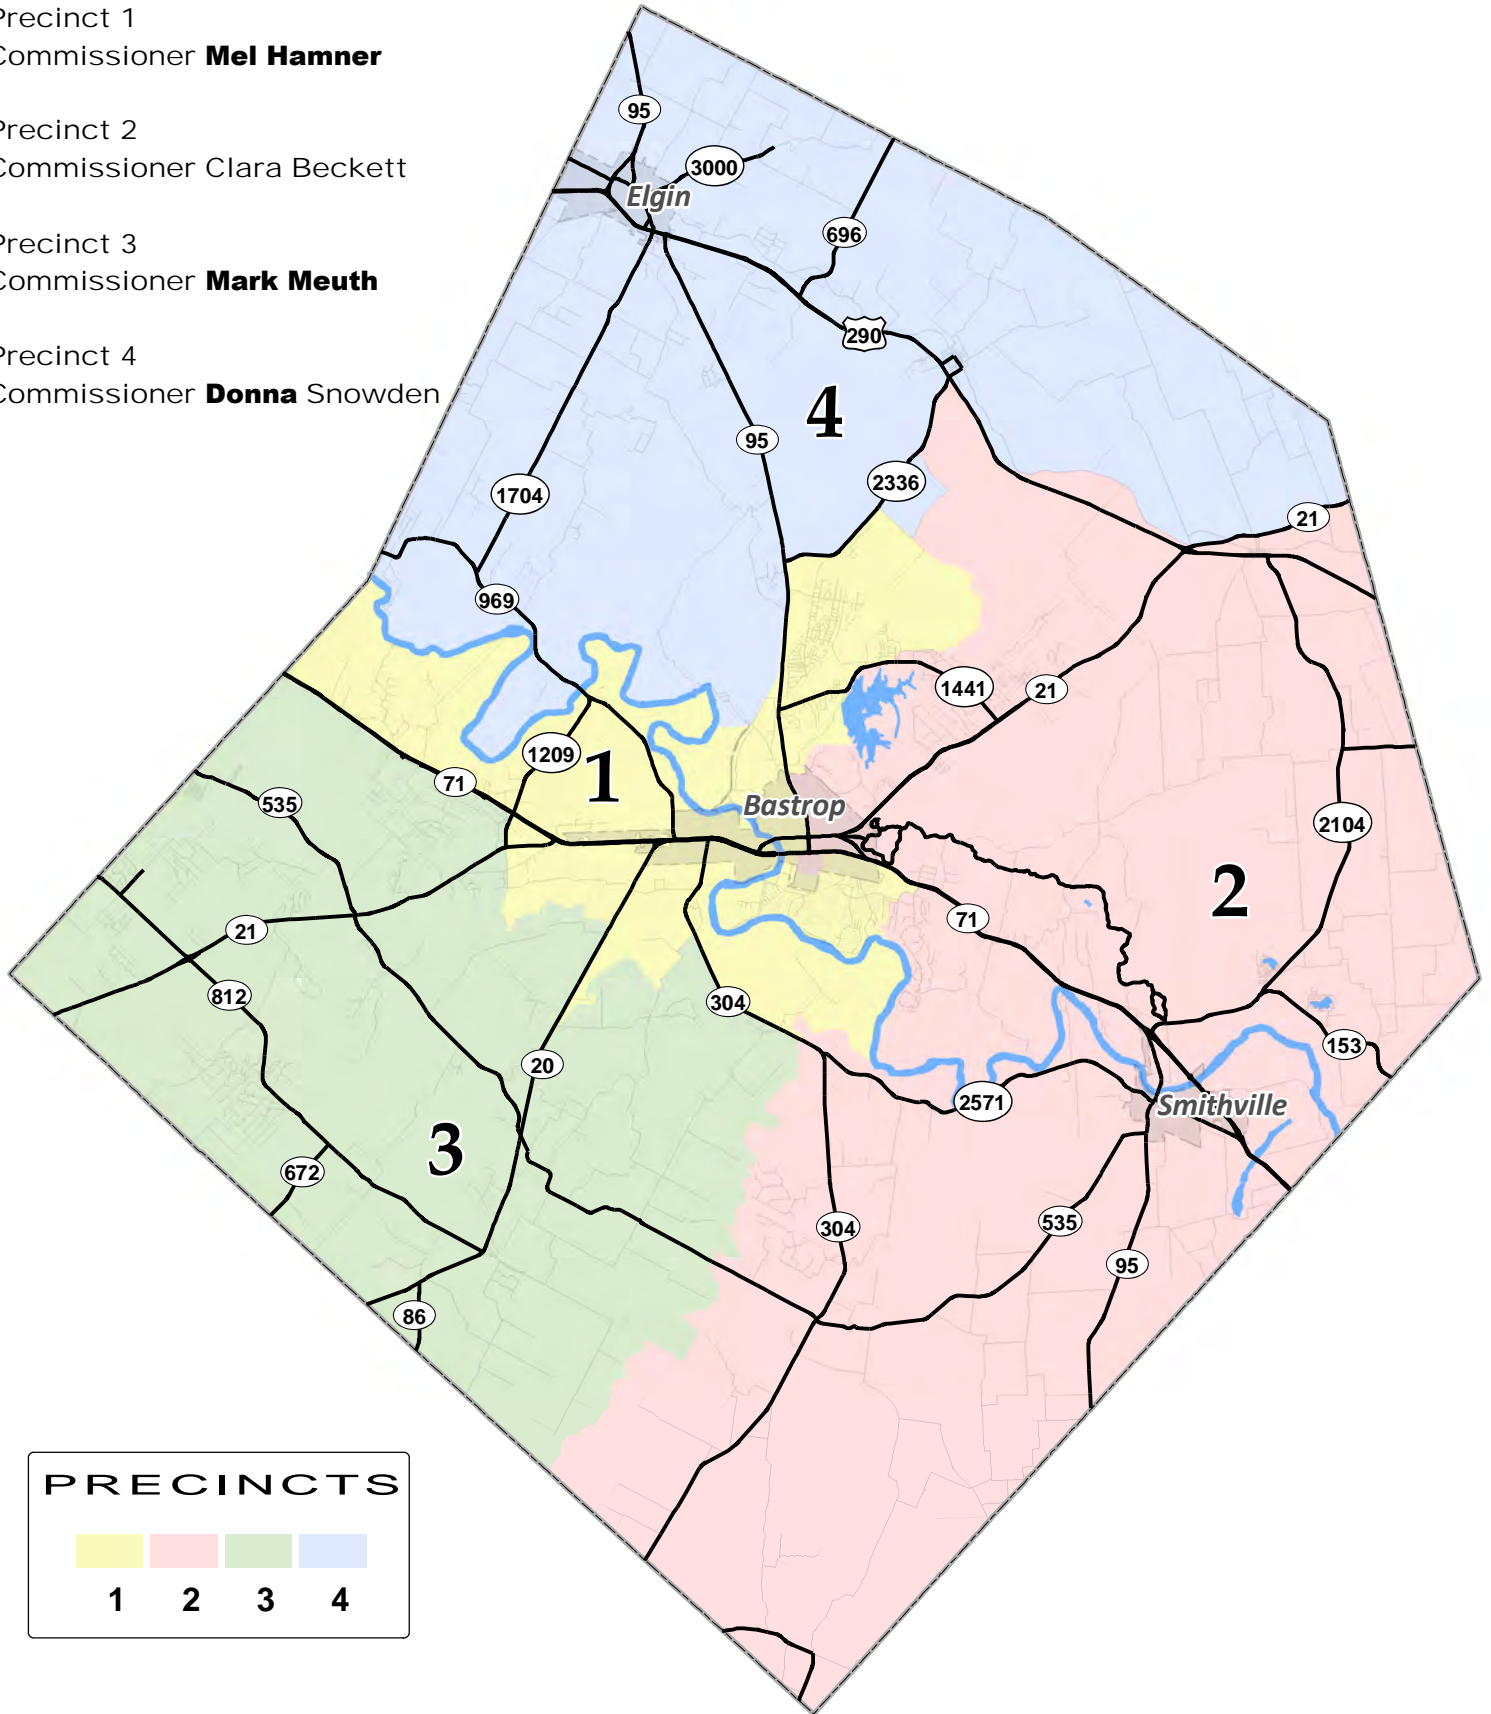 Precinct 1
Commissioner Mel Hamner
Precinct 2
Commissioner Clara Beckett
Precinct 3
Commissioner Mark Meuth
Precinct 4
Commissioner Donna Snowden
95
3000
Elgin
696
290
4
95
2336
1704
21
969
1441
21
1209
1
71
535
Bastrop
2104
2
71
21
812
304
153
20
2571
Smithville
3
672
304
535
95
86
PRECINCTS
1 2 3 4